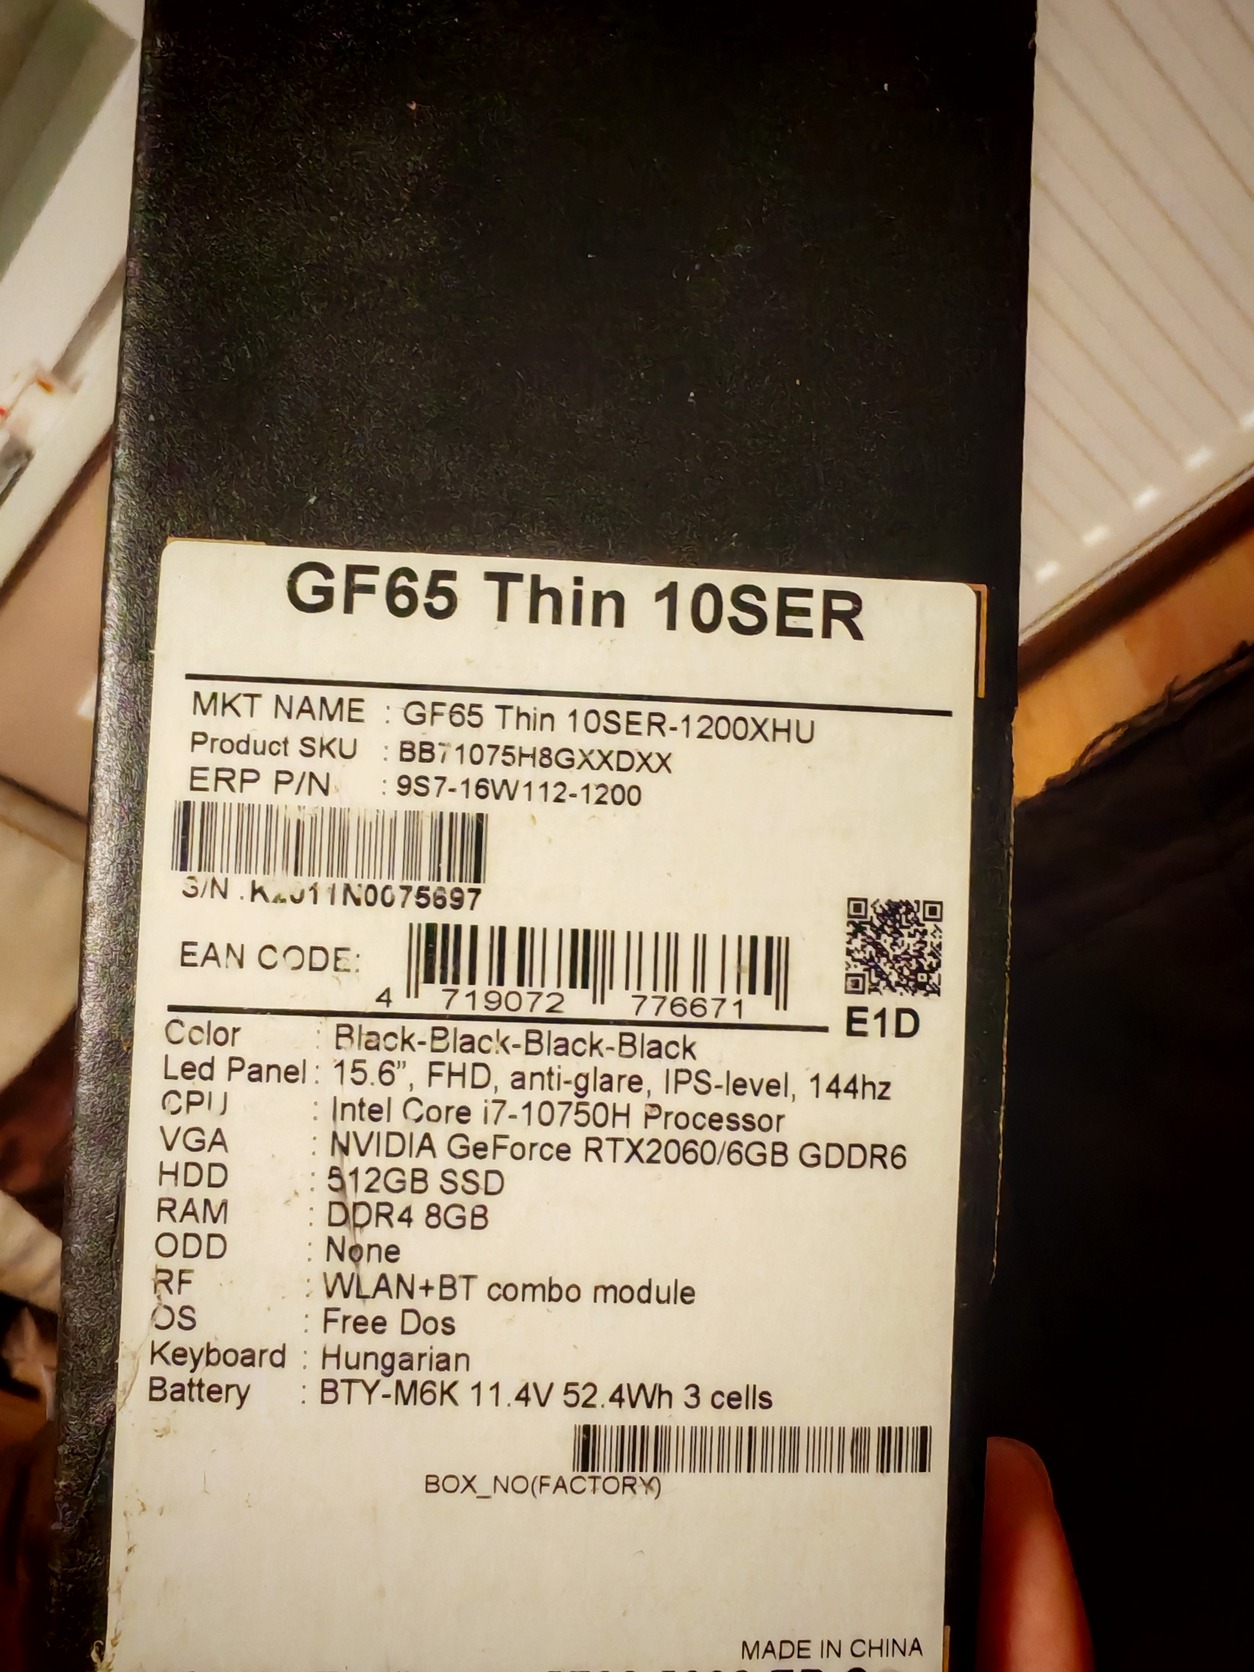 GF65 Thin 10SER
MKT NAME : GF65 Thin 10SER-1200XHU
Product SKU : BB71075H8GXXDXX
ERP P/N : 9S7-16W112-1200
S/N
EAN CODE:
4 719072 776671
E1D
Color : Black-Black-Black-Black
Led Panel : 15.6”, FHD, anti-glare, IPS-level, 144hz
CPU : Intel Core i7-10750H Processor
VGA : NVIDIA GeForce RTX2060/6GB GDDR6
HDD : 512GB SSD
RAM : DDR4 8GB
ODD : None
RF : WLAN+BT combo module
OS : Free Dos
Keyboard : Hungarian
Battery : BTY-M6K 11.4V 52.4Wh 3 cells
BOX_NO(FACTORY)
MADE IN CHINA